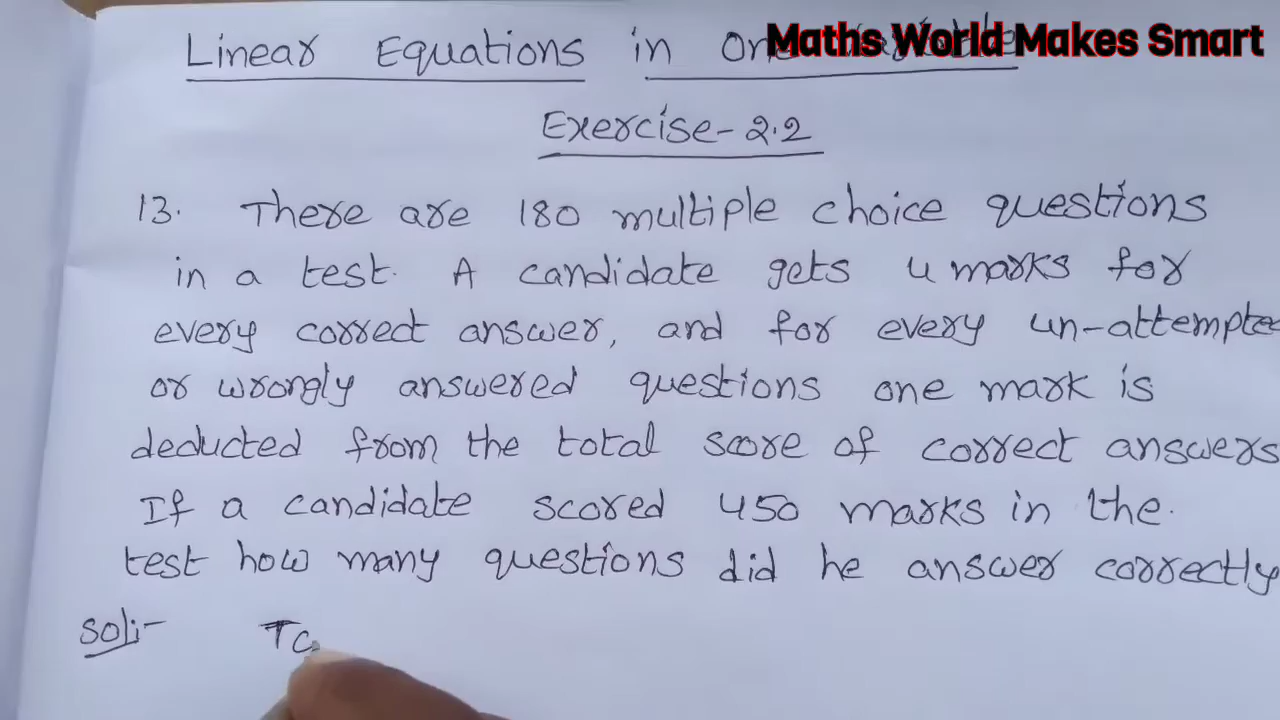 Maths World Makes Smart
Linear Equations in One
Exercise-2.2
13. There are 180 multiple choice questions
in a test. A candidate gets 4 marks for
every correct answer, and for every un-attempte
or wrongly answered questions one mark is
deducted from the total score of correct answers
If a candidate scored 450 marks in the.
test how many questions did he answer correctly
Sol:-